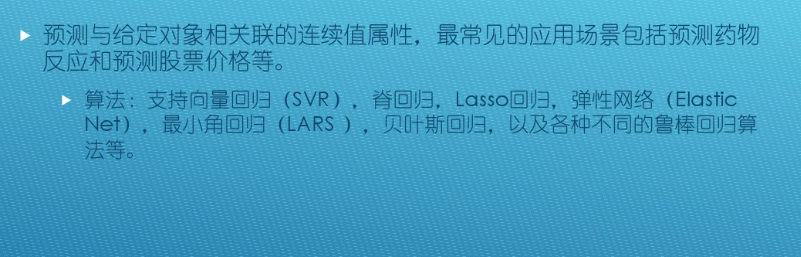 预测与给定对象相关联的连续值属性，最常见的应用场景包括预测药物
反应和预测股票价格等。
算法：支持向量回归（SVR），脊回归，Lasso回归，弹性网络（Elastic
Net），最小角回归（LARS ），贝叶斯回归，以及各种不同的鲁棒回归算
法等。